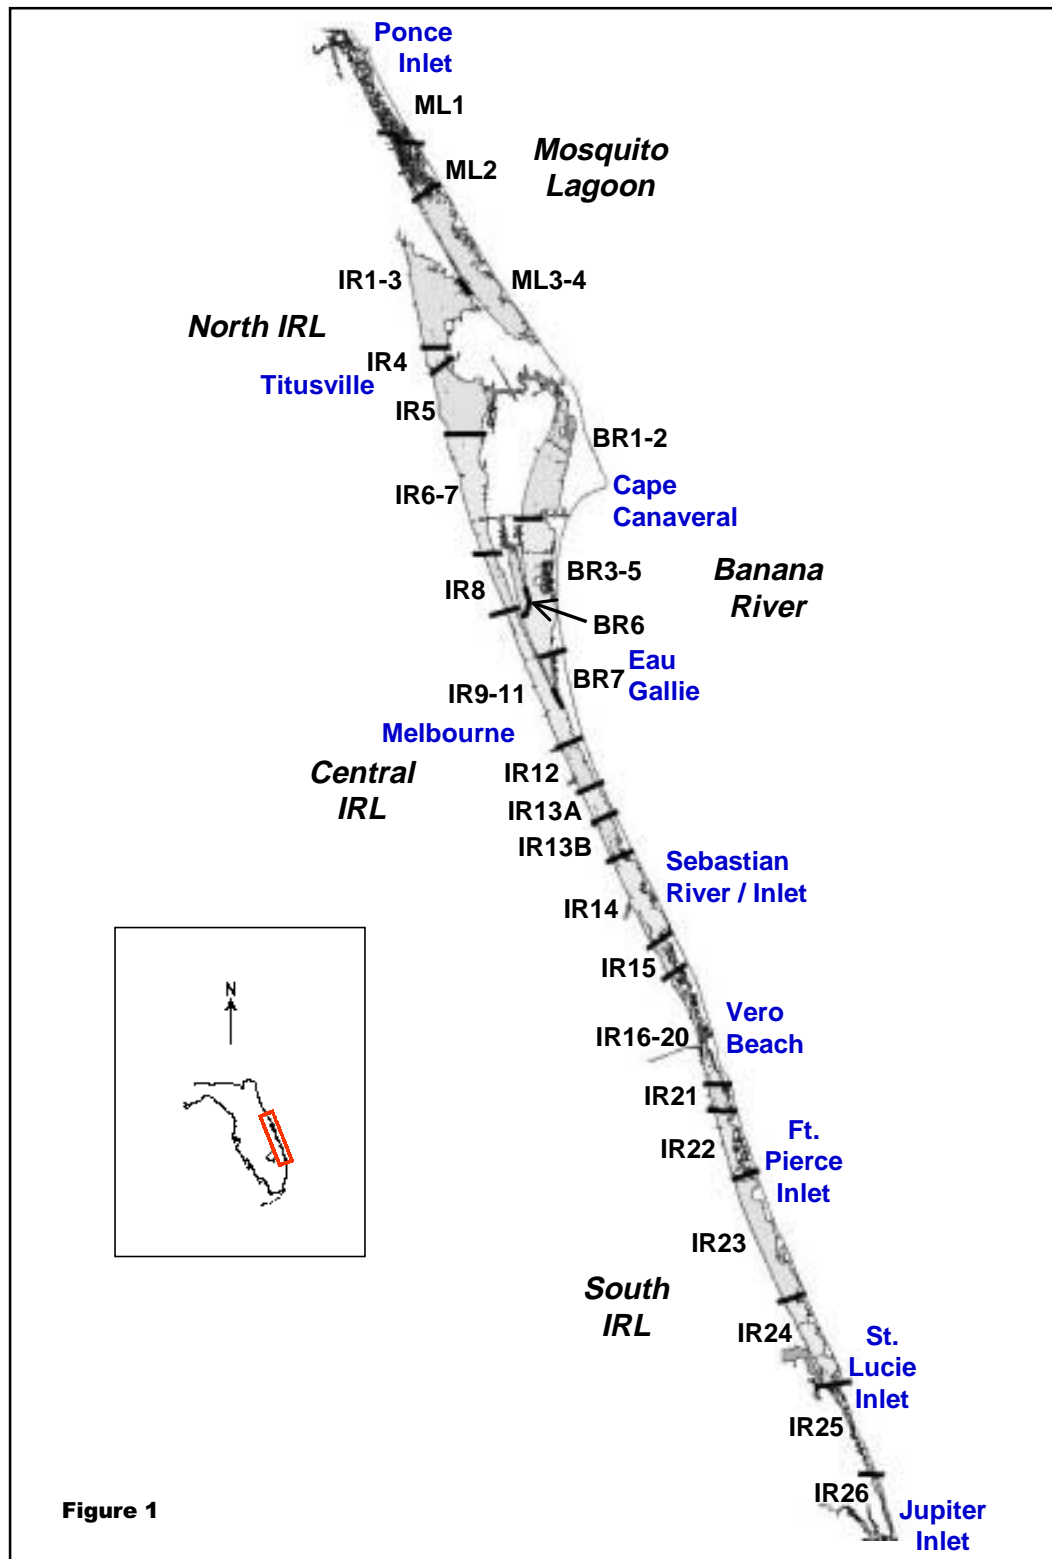 Ponce
Inlet
ML1
Mosquito
Lagoon
ML2
IR1-3
ML3-4
North IRL
IR4
Titusville
IR5
BR1-2
IR6-7
Cape
Canaveral
BR3-5
Banana
River
IR8
BR6
Eau
Gallie
BR7
IR9-11
Melbourne
Central
IRL
IR12
IR13A
IR13B
Sebastian
River / Inlet
IR14
IR15
Vero
Beach
IR16-20
IR21
Ft.
Pierce
Inlet
IR22
N
IR23
South
IRL
IR24
St.
Lucie
Inlet
IR25
IR26
Jupiter
Inlet
Figure 1